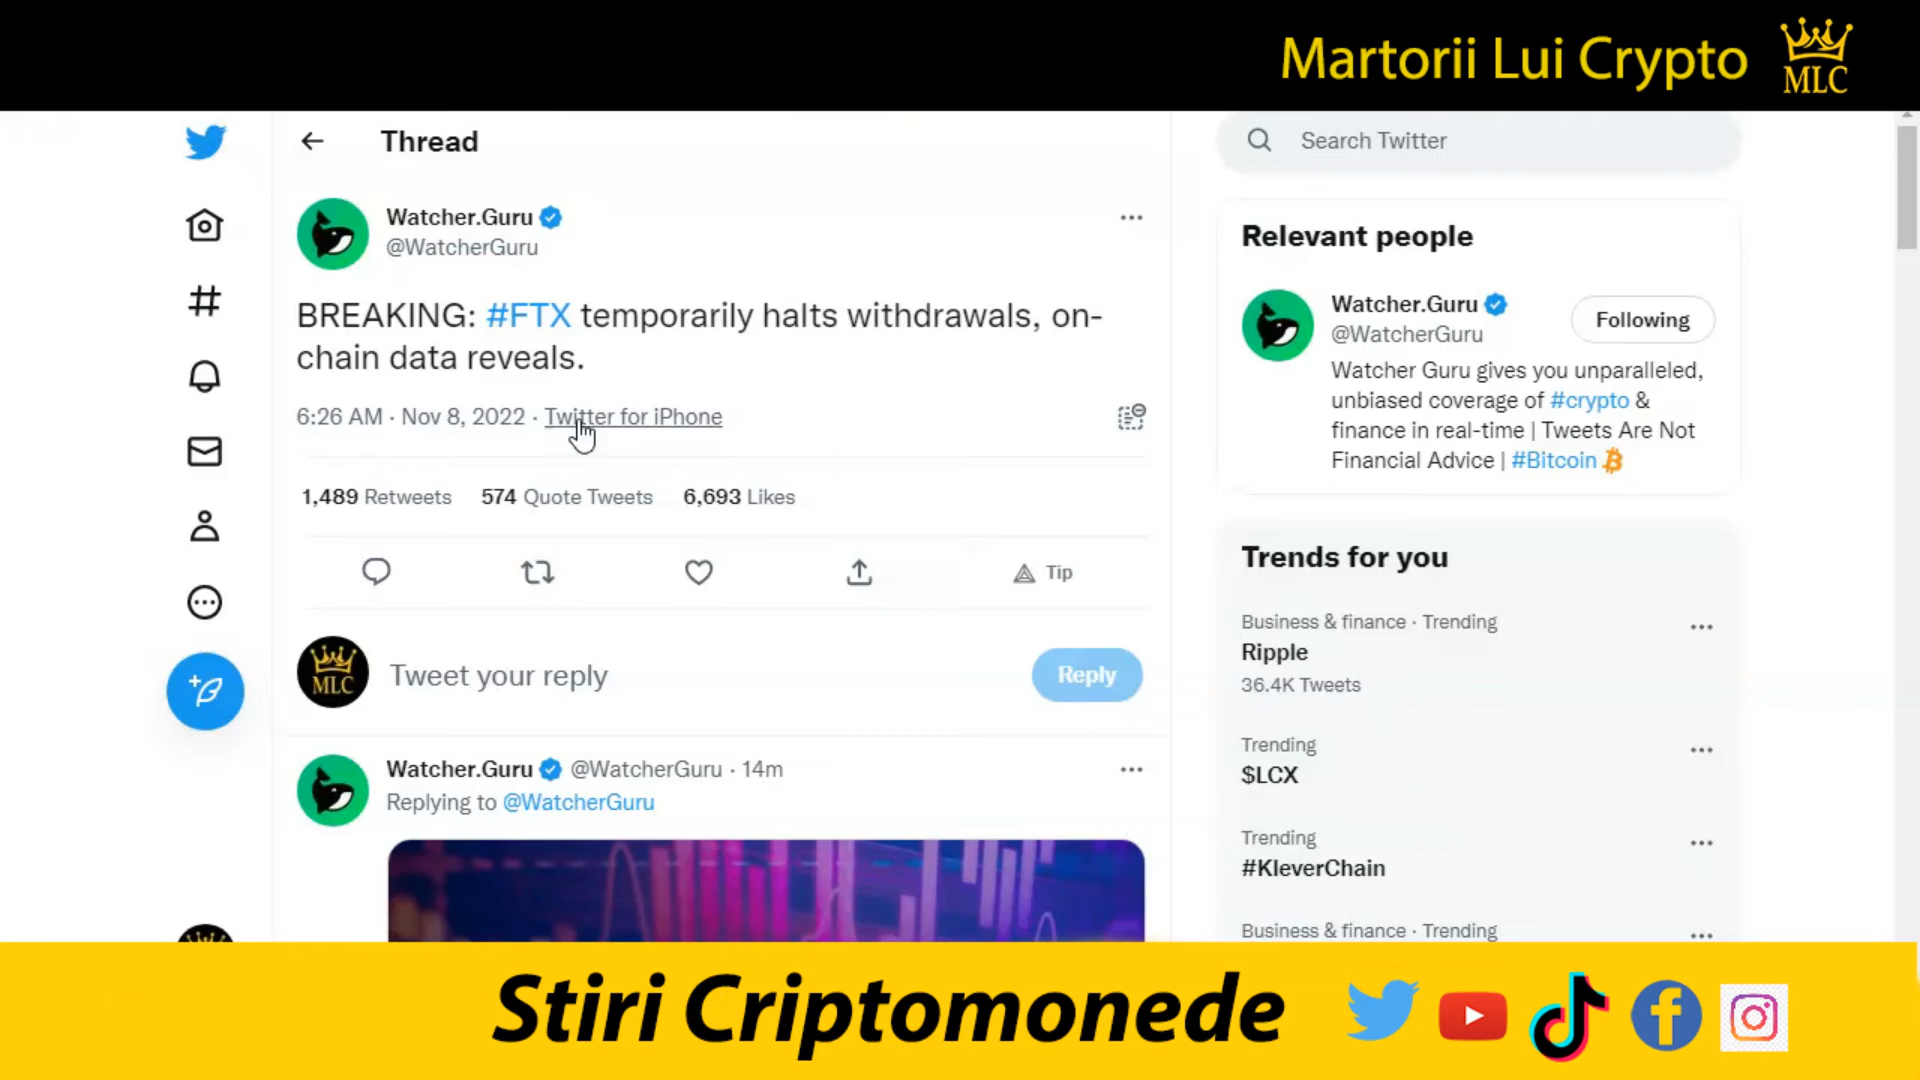 Martorii Lui Crypto
MLC
Thread
Search Twitter
Watcher.Guru
@WatcherGuru
BREAKING: #FTX temporarily halts withdrawals, on-
chain data reveals.
6:26 AM · Nov 8, 2022 · Twitter for iPhone
1,489 Retweets 574 Quote Tweets 6,693 Likes
Tip
MLC
Tweet your reply
Reply
Watcher.Guru @WatcherGuru · 14m
Replying to @WatcherGuru
Relevant people
Watcher.Guru
@WatcherGuru
Following
Watcher Guru gives you unparalleled,
unbiased coverage of #crypto &
finance in real-time | Tweets Are Not
Financial Advice | #Bitcoin
Trends for you
Business & finance · Trending
Ripple
36.4K Tweets
Trending
$LCX
Trending
#KleverChain
Business & finance · Trending
Stiri Criptomonede